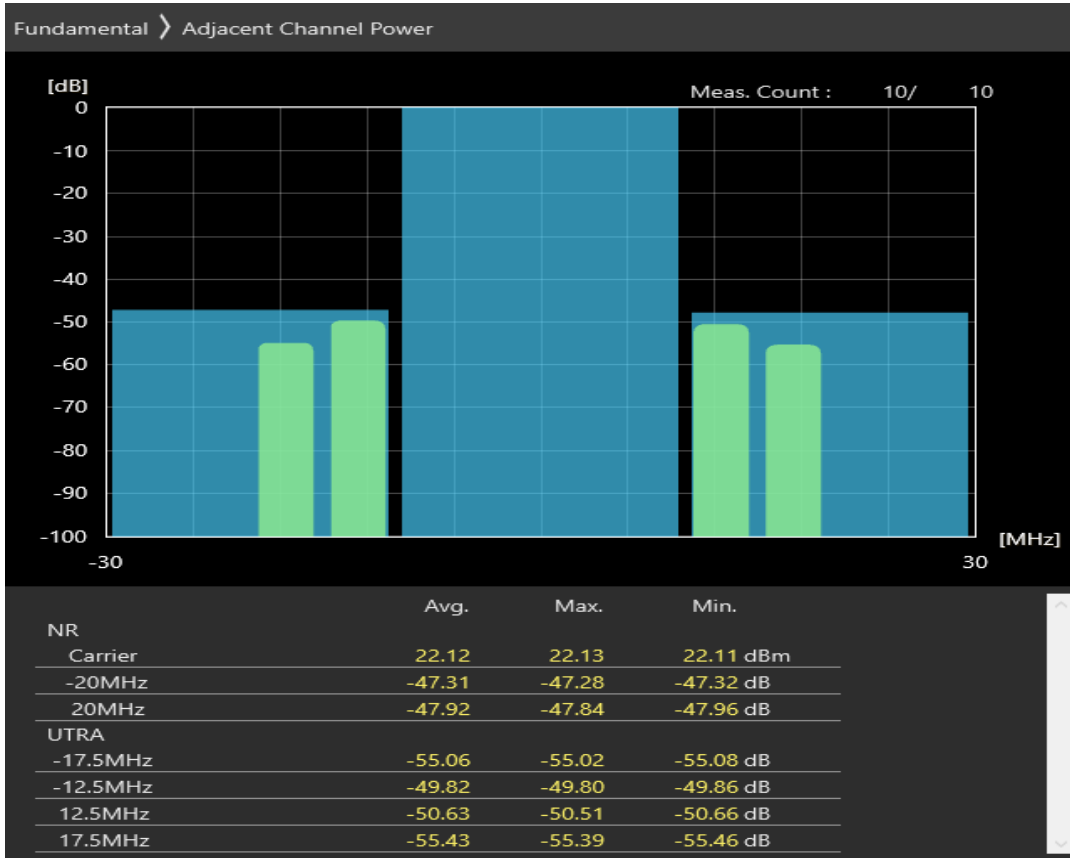 Fundamental 》 Adjacent Channel Power
[dB]
Meas. Count : 10/ 10
0
-10
-20
-30
-40
-50
-60
-70
-80
-90
-100
[MHz]
-30 30
Avg. Max. Min.
NR
Carrier 22.12 22.13 22.11 dBm
-20MHz -47.31 -47.28 -47.32 dB
20MHz -47.92 -47.84 -47.96 dB
UTRA
-17.5MHz -55.06 -55.02 -55.08 dB
-12.5MHz -49.82 -49.80 -49.86 dB
12.5MHz -50.63 -50.51 -50.66 dB
17.5MHz -55.43 -55.39 -55.46 dB